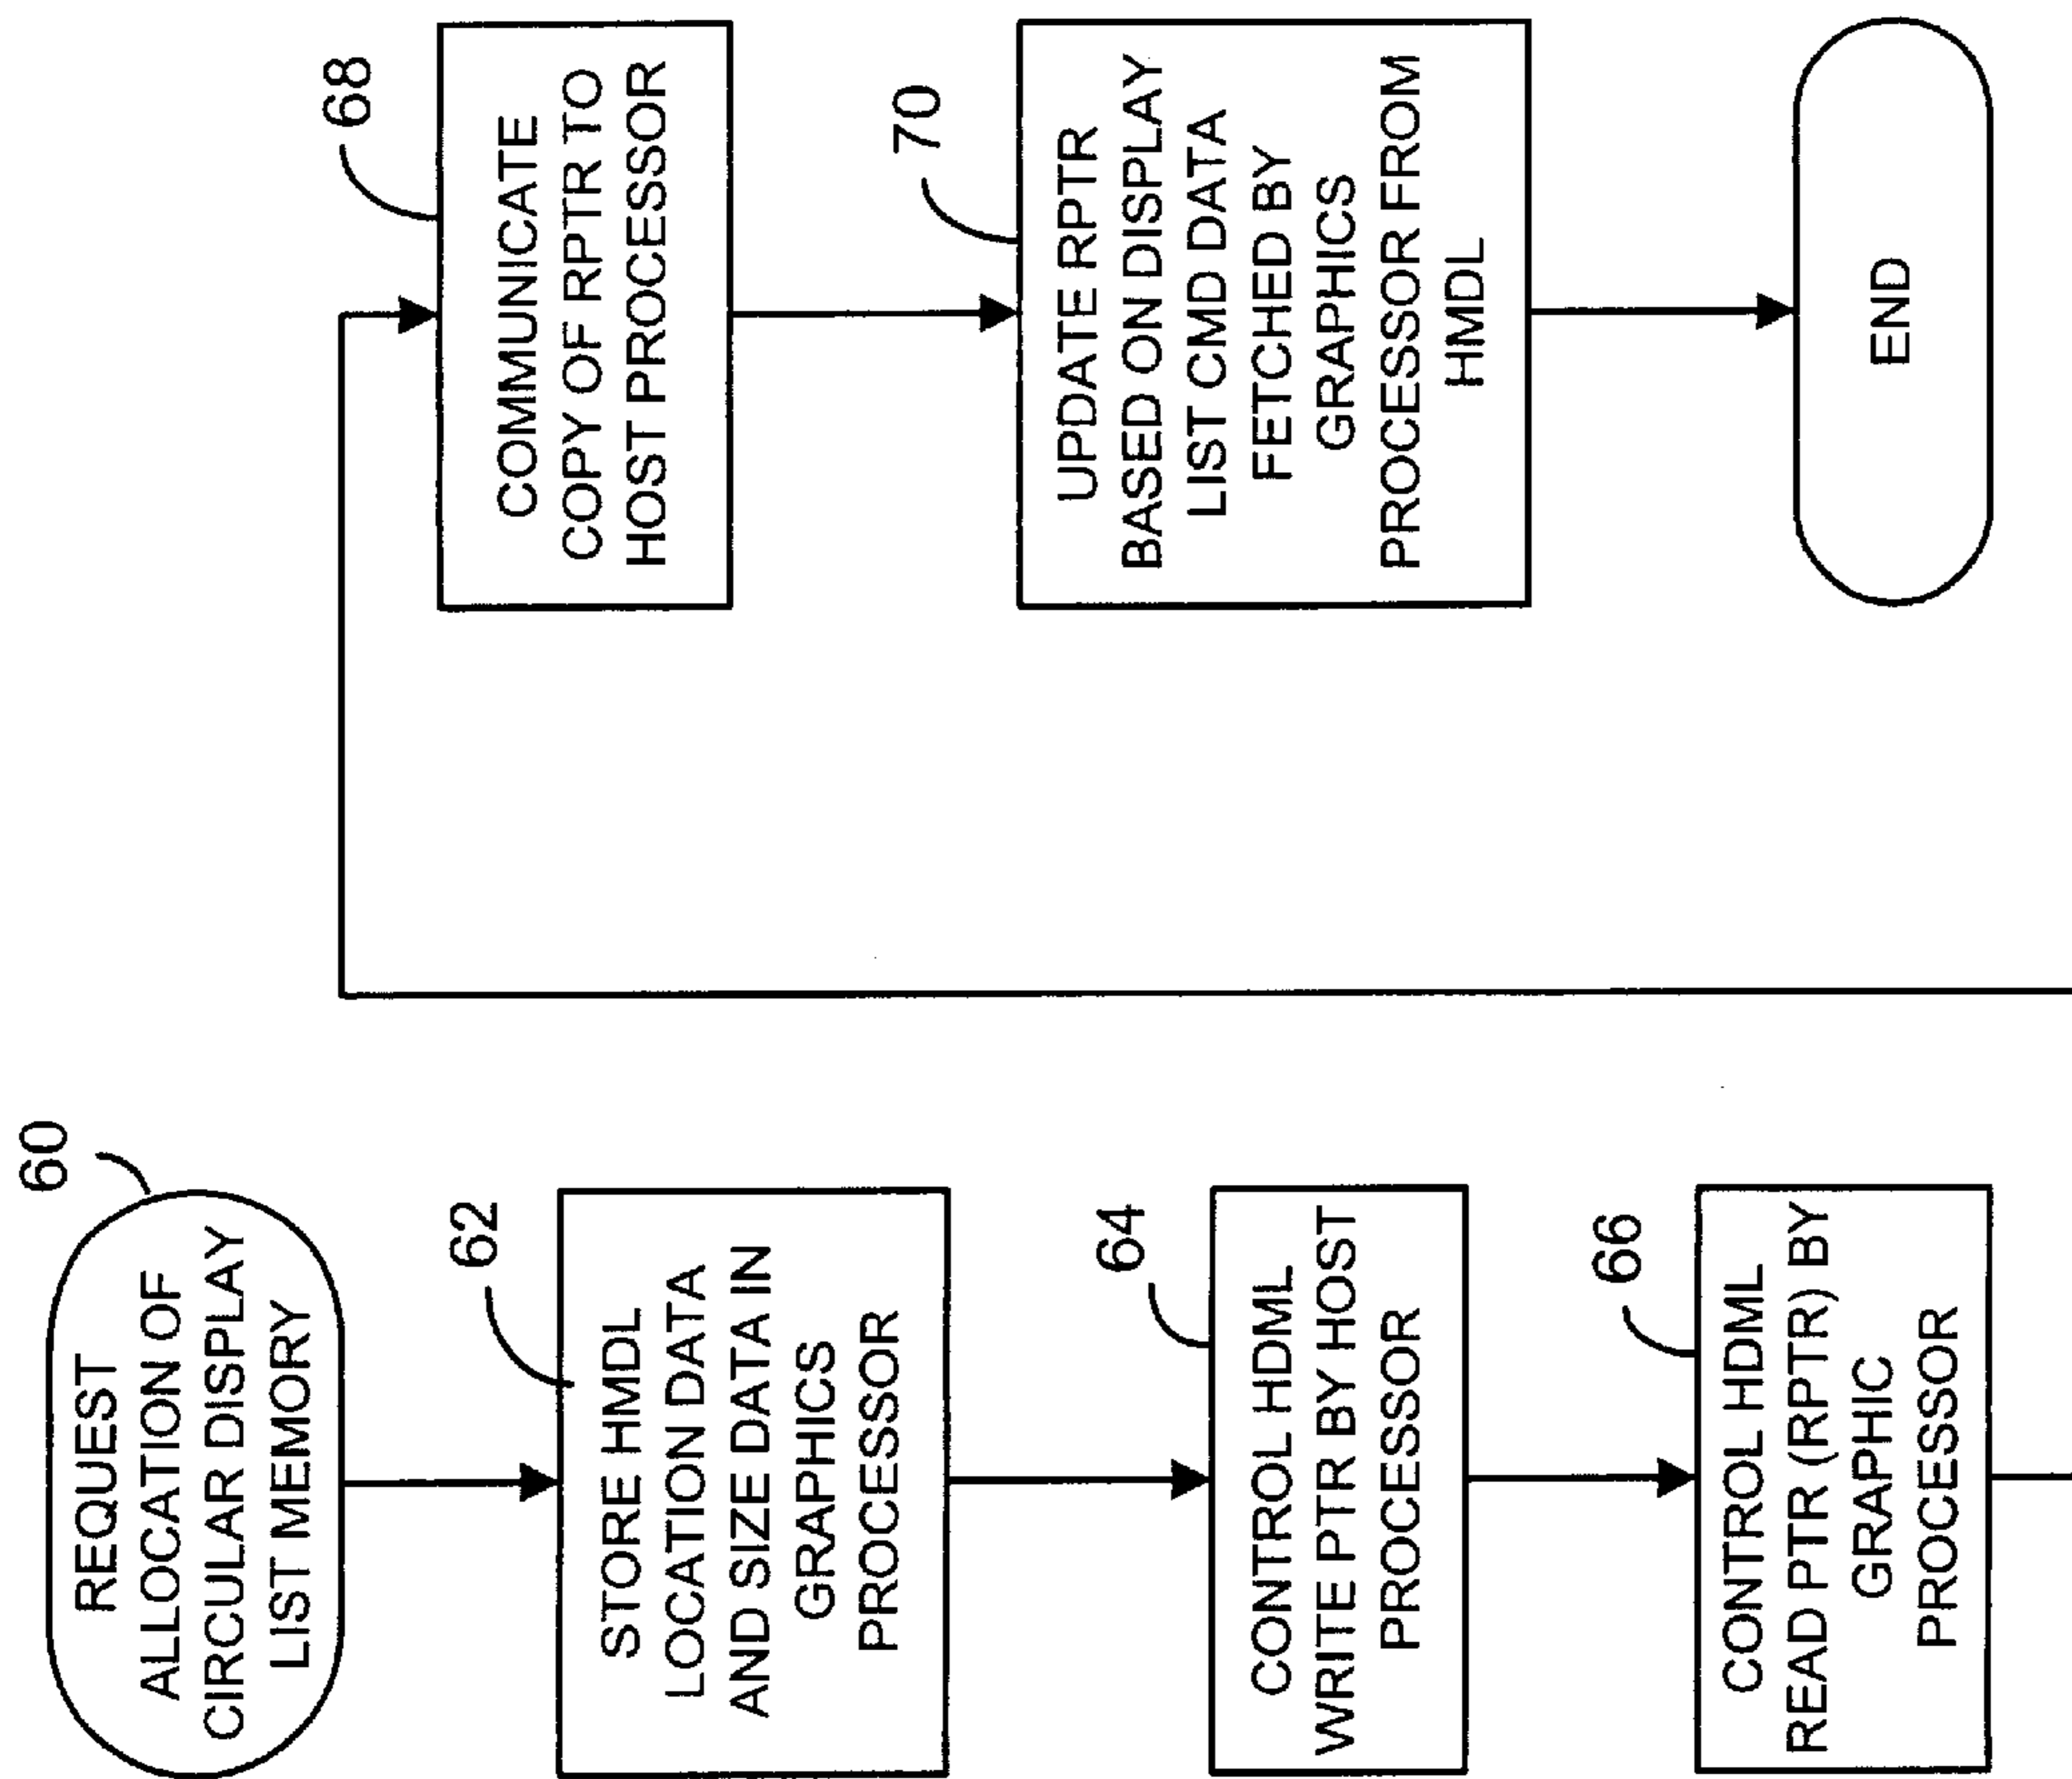 60
REQUEST
ALLOCATION OF
CIRCULAR DISPLAY
LIST MEMORY
62
STORE HMDL
LOCATION DATA
AND SIZE DATA IN
GRAPHICS
PROCESSOR
64
CONTROL HDML
WRITE PTR BY HOST
PROCESSOR
66
CONTROL HDML
READ PTR (RPTR) BY
GRAPHIC
PROCESSOR
68
COMMUNICATE
COPY OF RPTR TO
HOST PROCESSOR
70
UPDATE RPTR
BASED ON DISPLAY
LIST CMD DATA
FETCHED BY
GRAPHICS
PROCESSOR FROM
HMDL
END